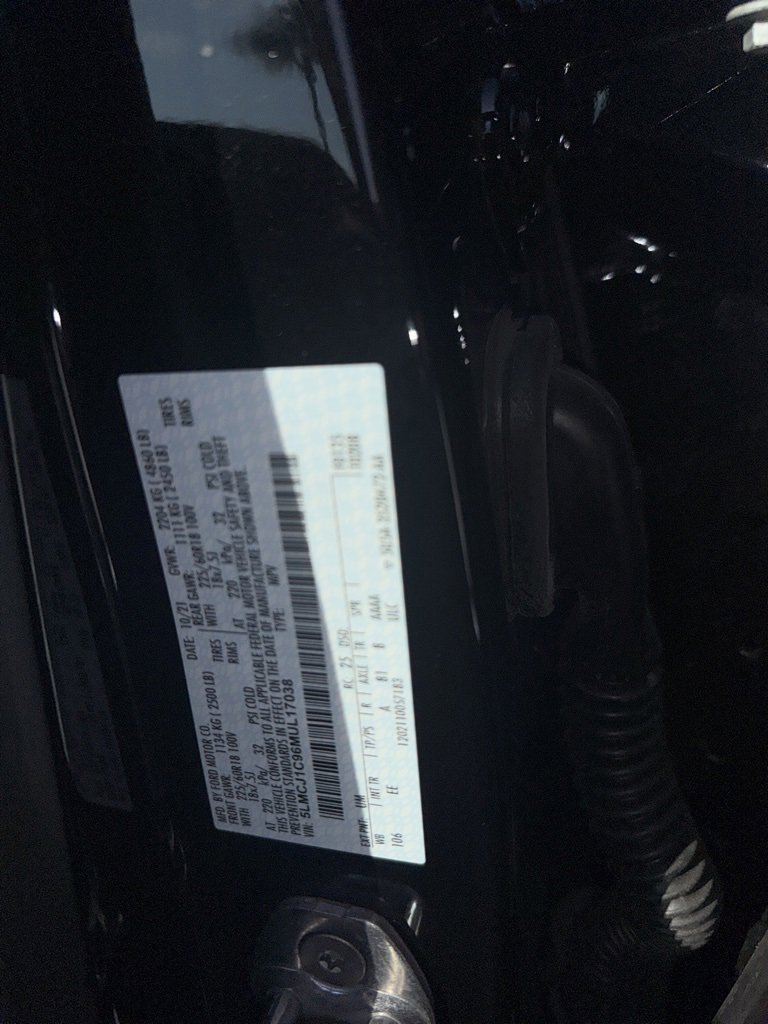 MFD. BY FORD MOTOR CO.
DATE: 10/21 GVWR: 2204 KG ( 4860 LB)
FRONT GAWR: 1134 KG ( 2500 LB) REAR GAWR: 1111 KG ( 2450 LB)
WITH 225/60R18 100V TIRES WITH 225/60R18 100V TIRES
18x7.5J RIMS 18x7.5J RIMS
AT 220 kPa/ 32 PSI COLD AT 220 kPa/ 32 PSI COLD
THIS VEHICLE CONFORMS TO ALL APPLICABLE FEDERAL MOTOR VEHICLE SAFETY AND THEFT
PREVENTION STANDARDS IN EFFECT ON THE DATE OF MANUFACTURE SHOWN ABOVE.
VIN: 5LMCJ1C96MUL17038 TYPE: MPV
EXT PNT: UM RC: 25 DSO:
WB INT TR TP/PS R AXLE TR SPR
106 EE A B1 B AAAA
1202110057183 ULC